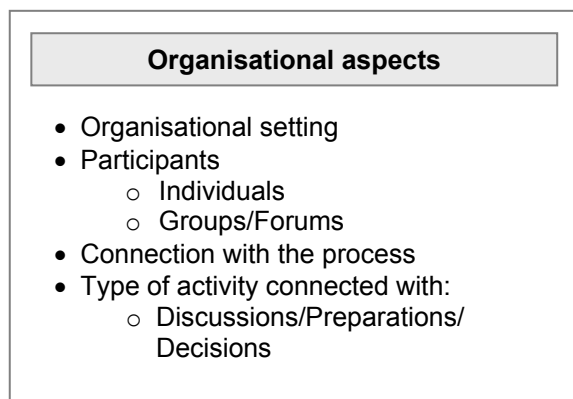 Organisational aspects
• Organisational setting
• Participants
o Individuals
o Groups/Forums
• Connection with the process
• Type of activity connected with:
o Discussions/Preparations/
Decisions